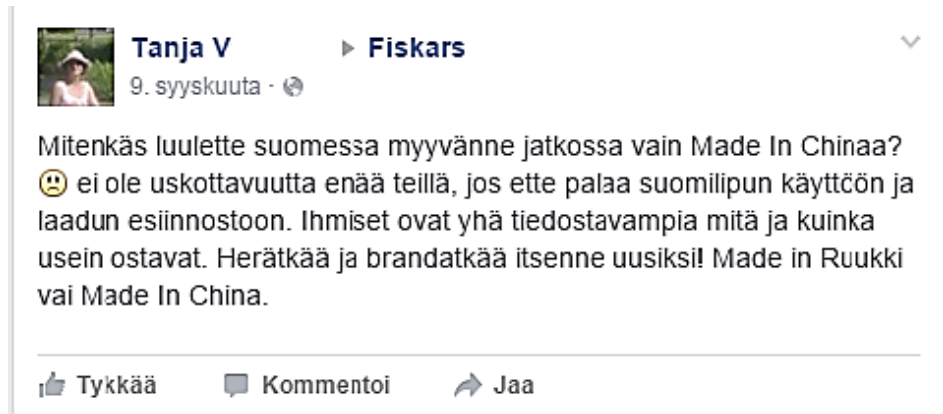 Tanja V ▶ Fiskars
9. syyskuuta ·
Mitenkäs luulette suomessa myyvänne jatkossa vain Made In Chinaa?
ei ole uskottavuutta enää teillä, jos ette palaa suomilipun käyttöön ja
laadun esiinnostoon. Ihmiset ovat yhä tiedostavampia mitä ja kuinka
usein ostavat. Herätkää ja brandatkää itsenne uusiksi! Made in Ruukki
vai Made In China.
Tykkää Kommentoi Jaa